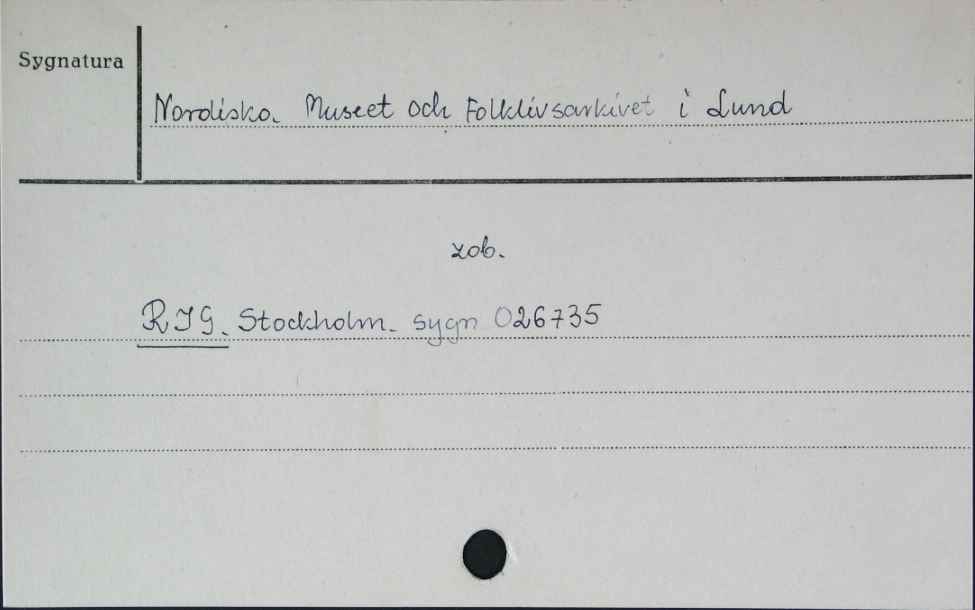 Sygnatura
Nordiska Museet och Folklivsarkivet i Lund
zob.
RIG. Stockholm. sygn 026735